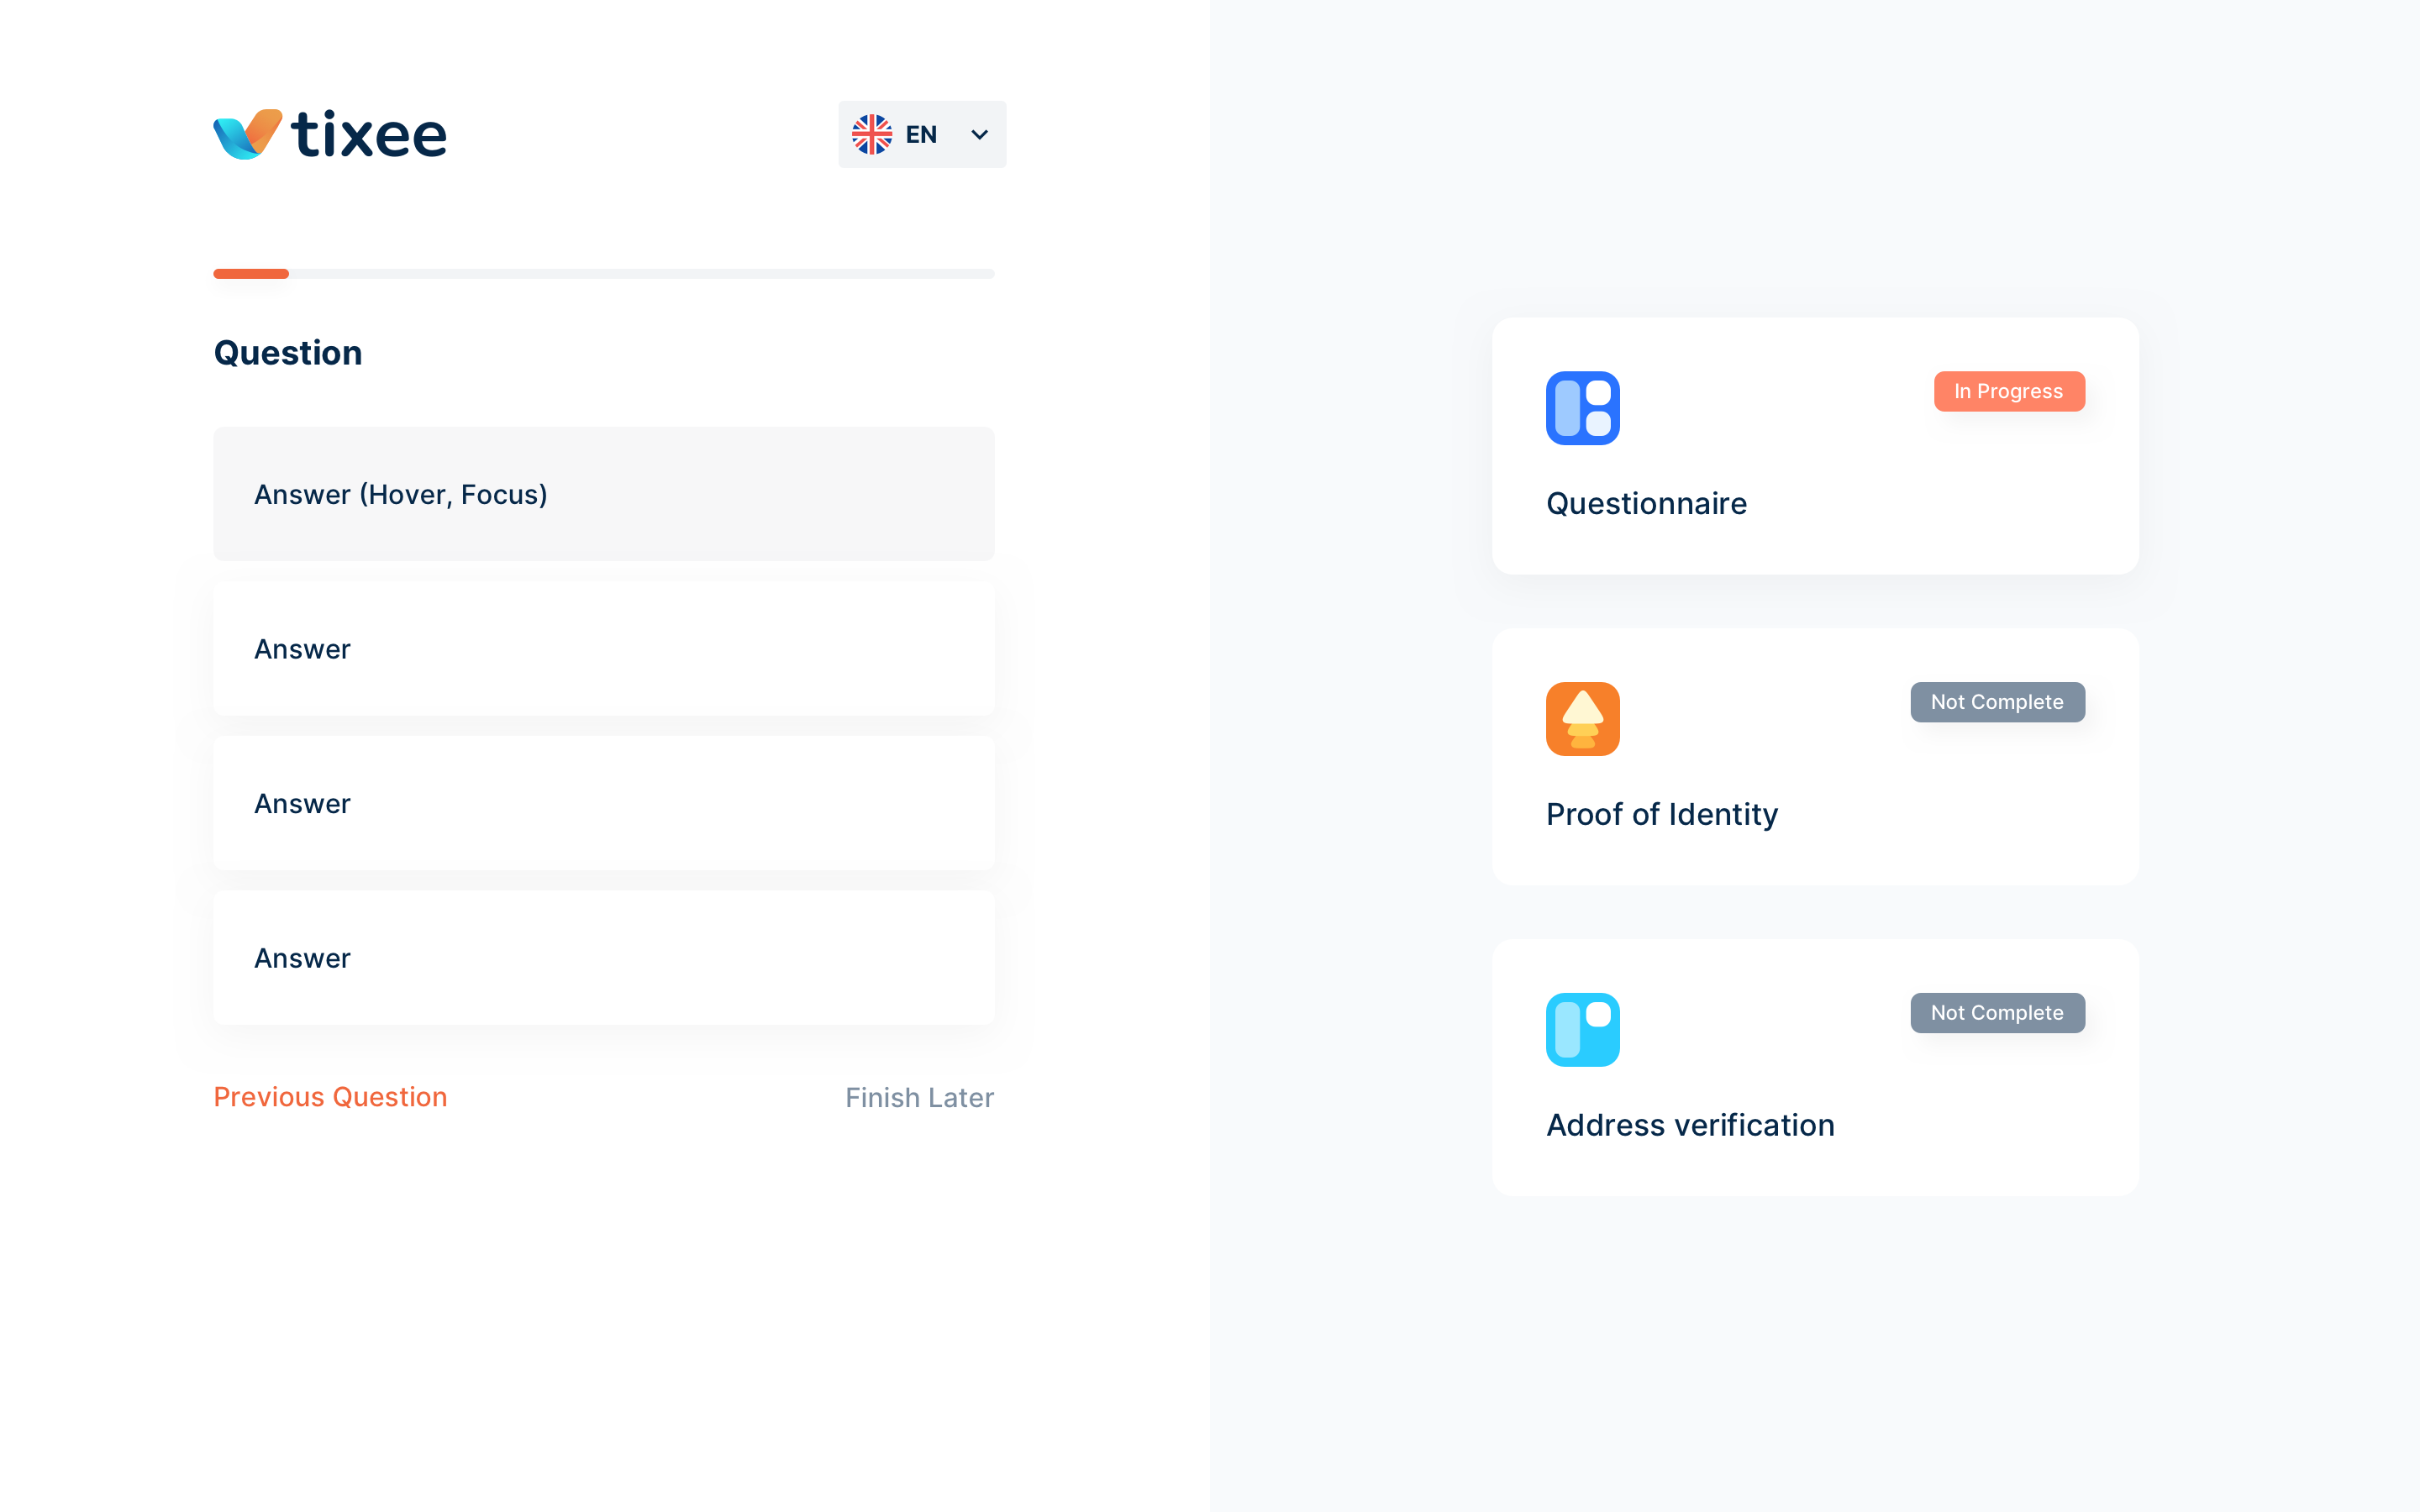 tixee
EN
Question
Answer (Hover, Focus)
Answer
Answer
Answer
Previous Question
Finish Later
In Progress
Questionnaire
Not Complete
Proof of Identity
Not Complete
Address verification